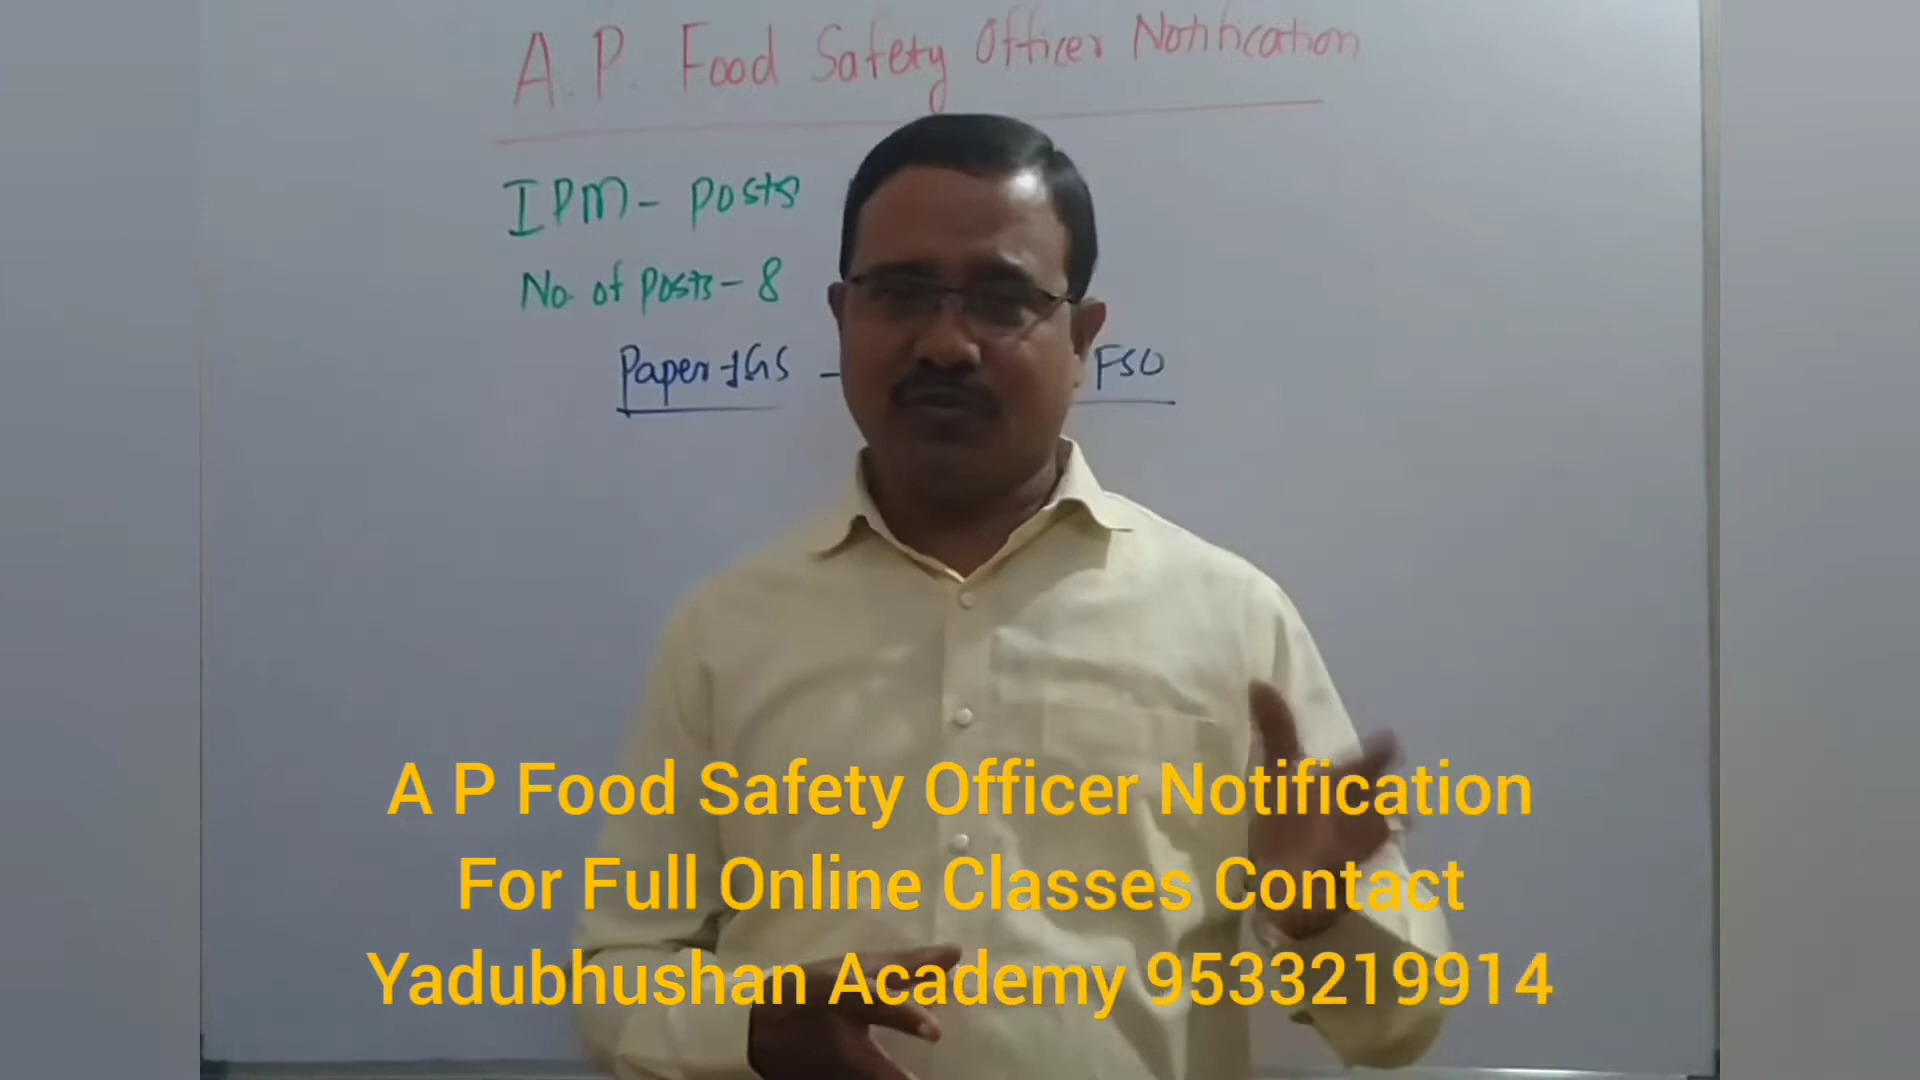 A. P. Food Safety Officer Notification
IPM - Posts
No. of Posts - 8
Paper-1 GS - FSO
A P Food Safety Officer Notification
For Full Online Classes Contact
Yadubhushan Academy 9533219914